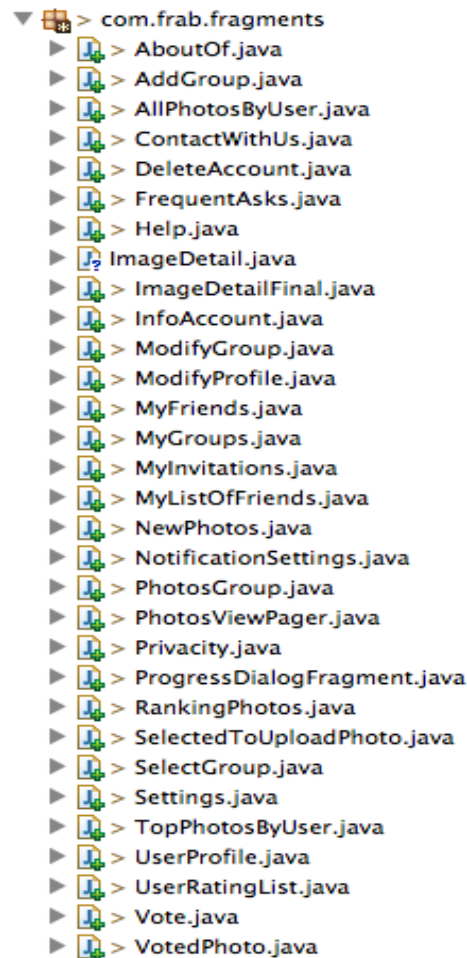 > com.frab.fragments
> AboutOf.java
> AddGroup.java
> AllPhotosByUser.java
> ContactWithUs.java
> DeleteAccount.java
> FrequentAsks.java
> Help.java
ImageDetail.java
> ImageDetailFinal.java
> InfoAccount.java
> ModifyGroup.java
> ModifyProfile.java
> MyFriends.java
> MyGroups.java
> MyInvitations.java
> MyListOfFriends.java
> NewPhotos.java
> NotificationSettings.java
> PhotosGroup.java
> PhotosViewPager.java
> Privacity.java
> ProgressDialogFragment.java
> RankingPhotos.java
> SelectedToUploadPhoto.java
> SelectGroup.java
> Settings.java
> TopPhotosByUser.java
> UserProfile.java
> UserRatingList.java
> Vote.java
> VotedPhoto.java